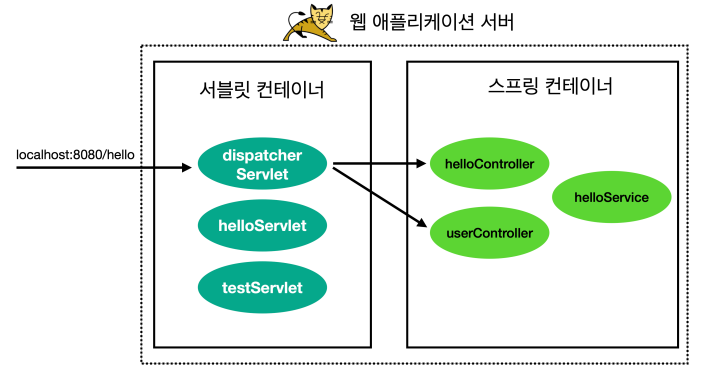 웹 애플리케이션 서버
서블릿 컨테이너
스프링 컨테이너
localhost:8080/hello
dispatcher
Servlet
helloServlet
testServlet
helloController
helloService
userController